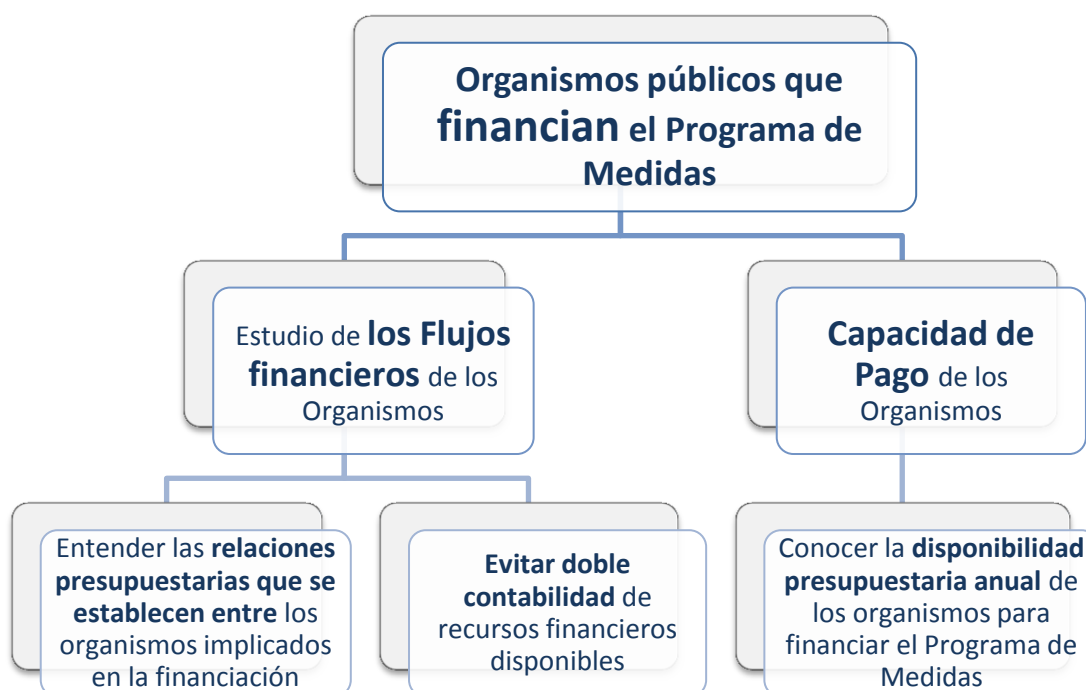 Organismos públicos que
financian el Programa de
Medidas
Estudio de los Flujos
financieros de los
Organismos
Capacidad de
Pago de los
Organismos
Entender las relaciones
presupuestarias que se
establecen entre los
organismos implicados
en la financiación
Evitar doble
contabilidad de
recursos financieros
disponibles
Conocer la disponibilidad
presupuestaria anual de
los organismos para
financiar el Programa de
Medidas